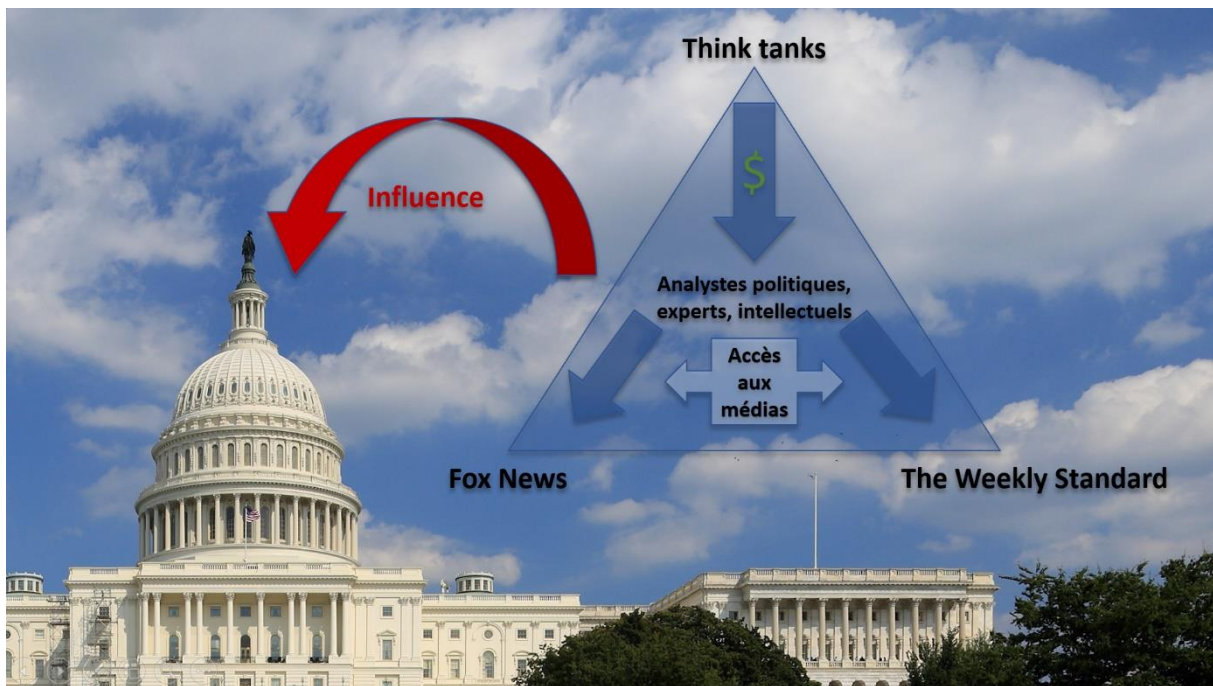 Think tanks
$
Influence
Analystes politiques,
experts, intellectuels
Accès
aux
médias
Fox News
The Weekly Standard